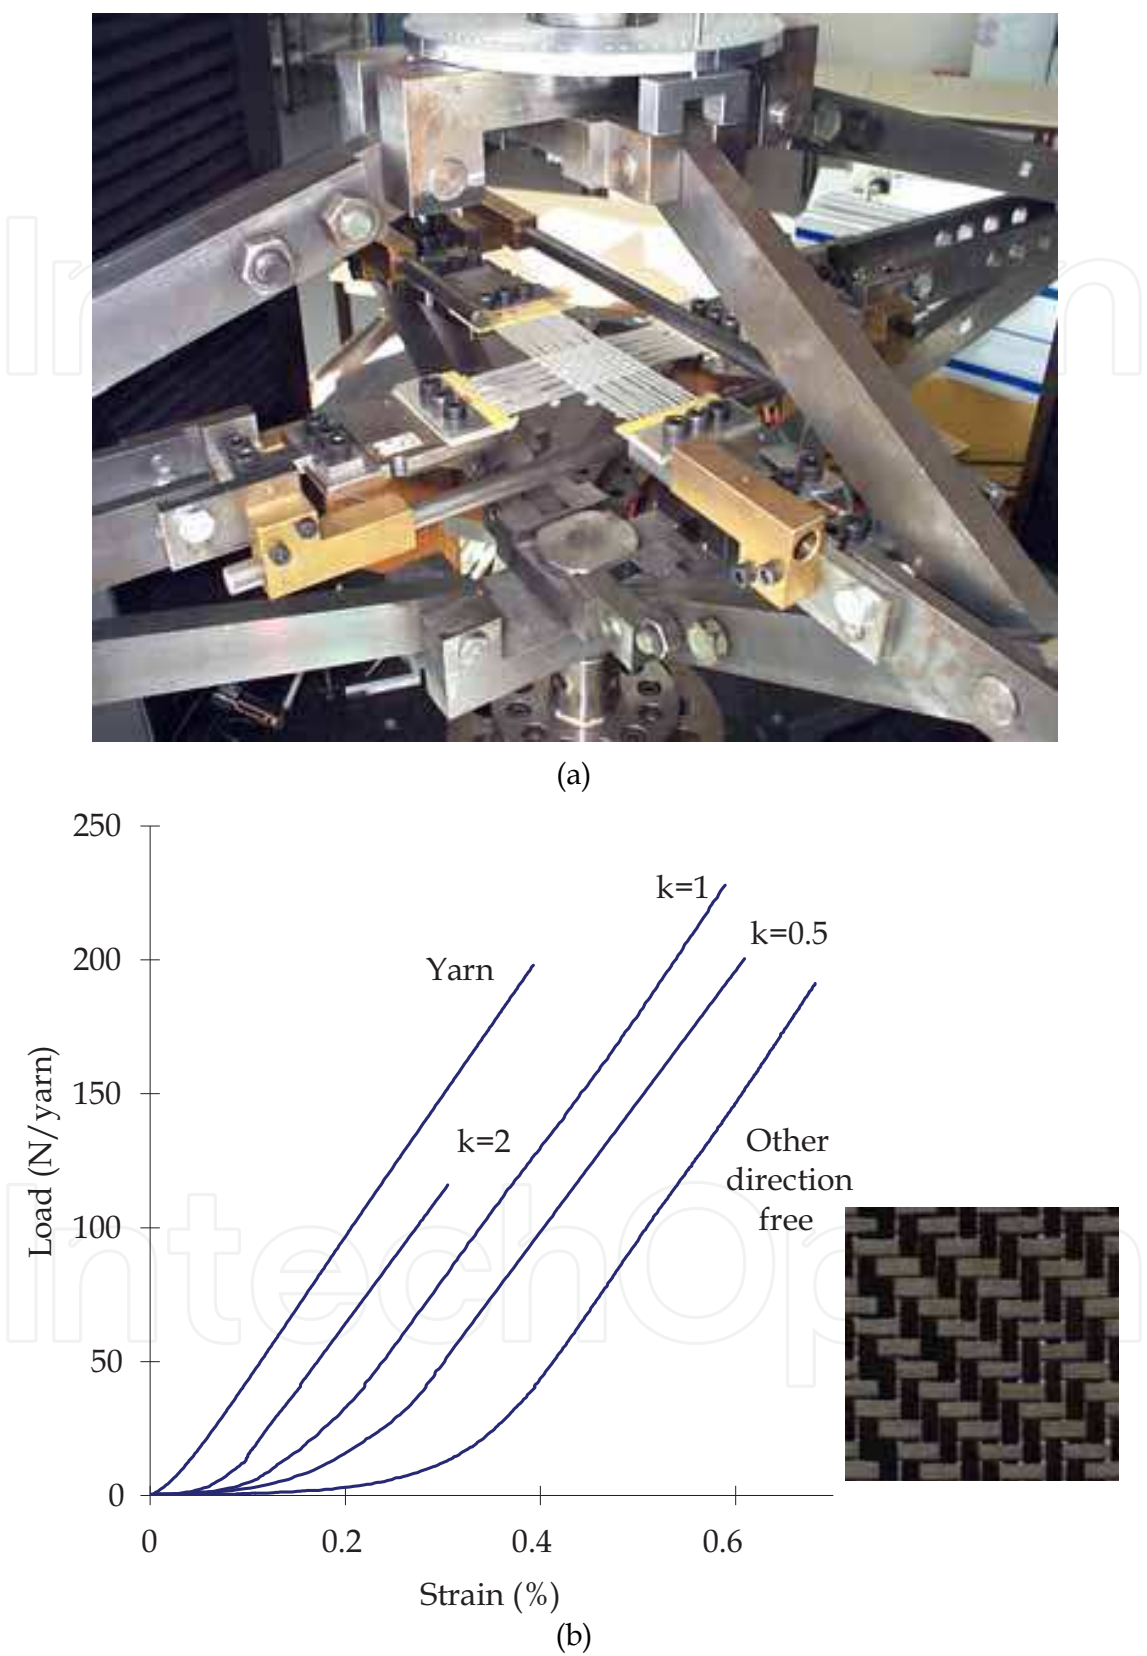 (a)
250
200
150
100
50
0
Load (N/yarn)
Yarn
k=2
k=1
k=0.5
Other
direction
free
0
0.2
0.4
0.6
Strain (%)
(b)
IntechOpen